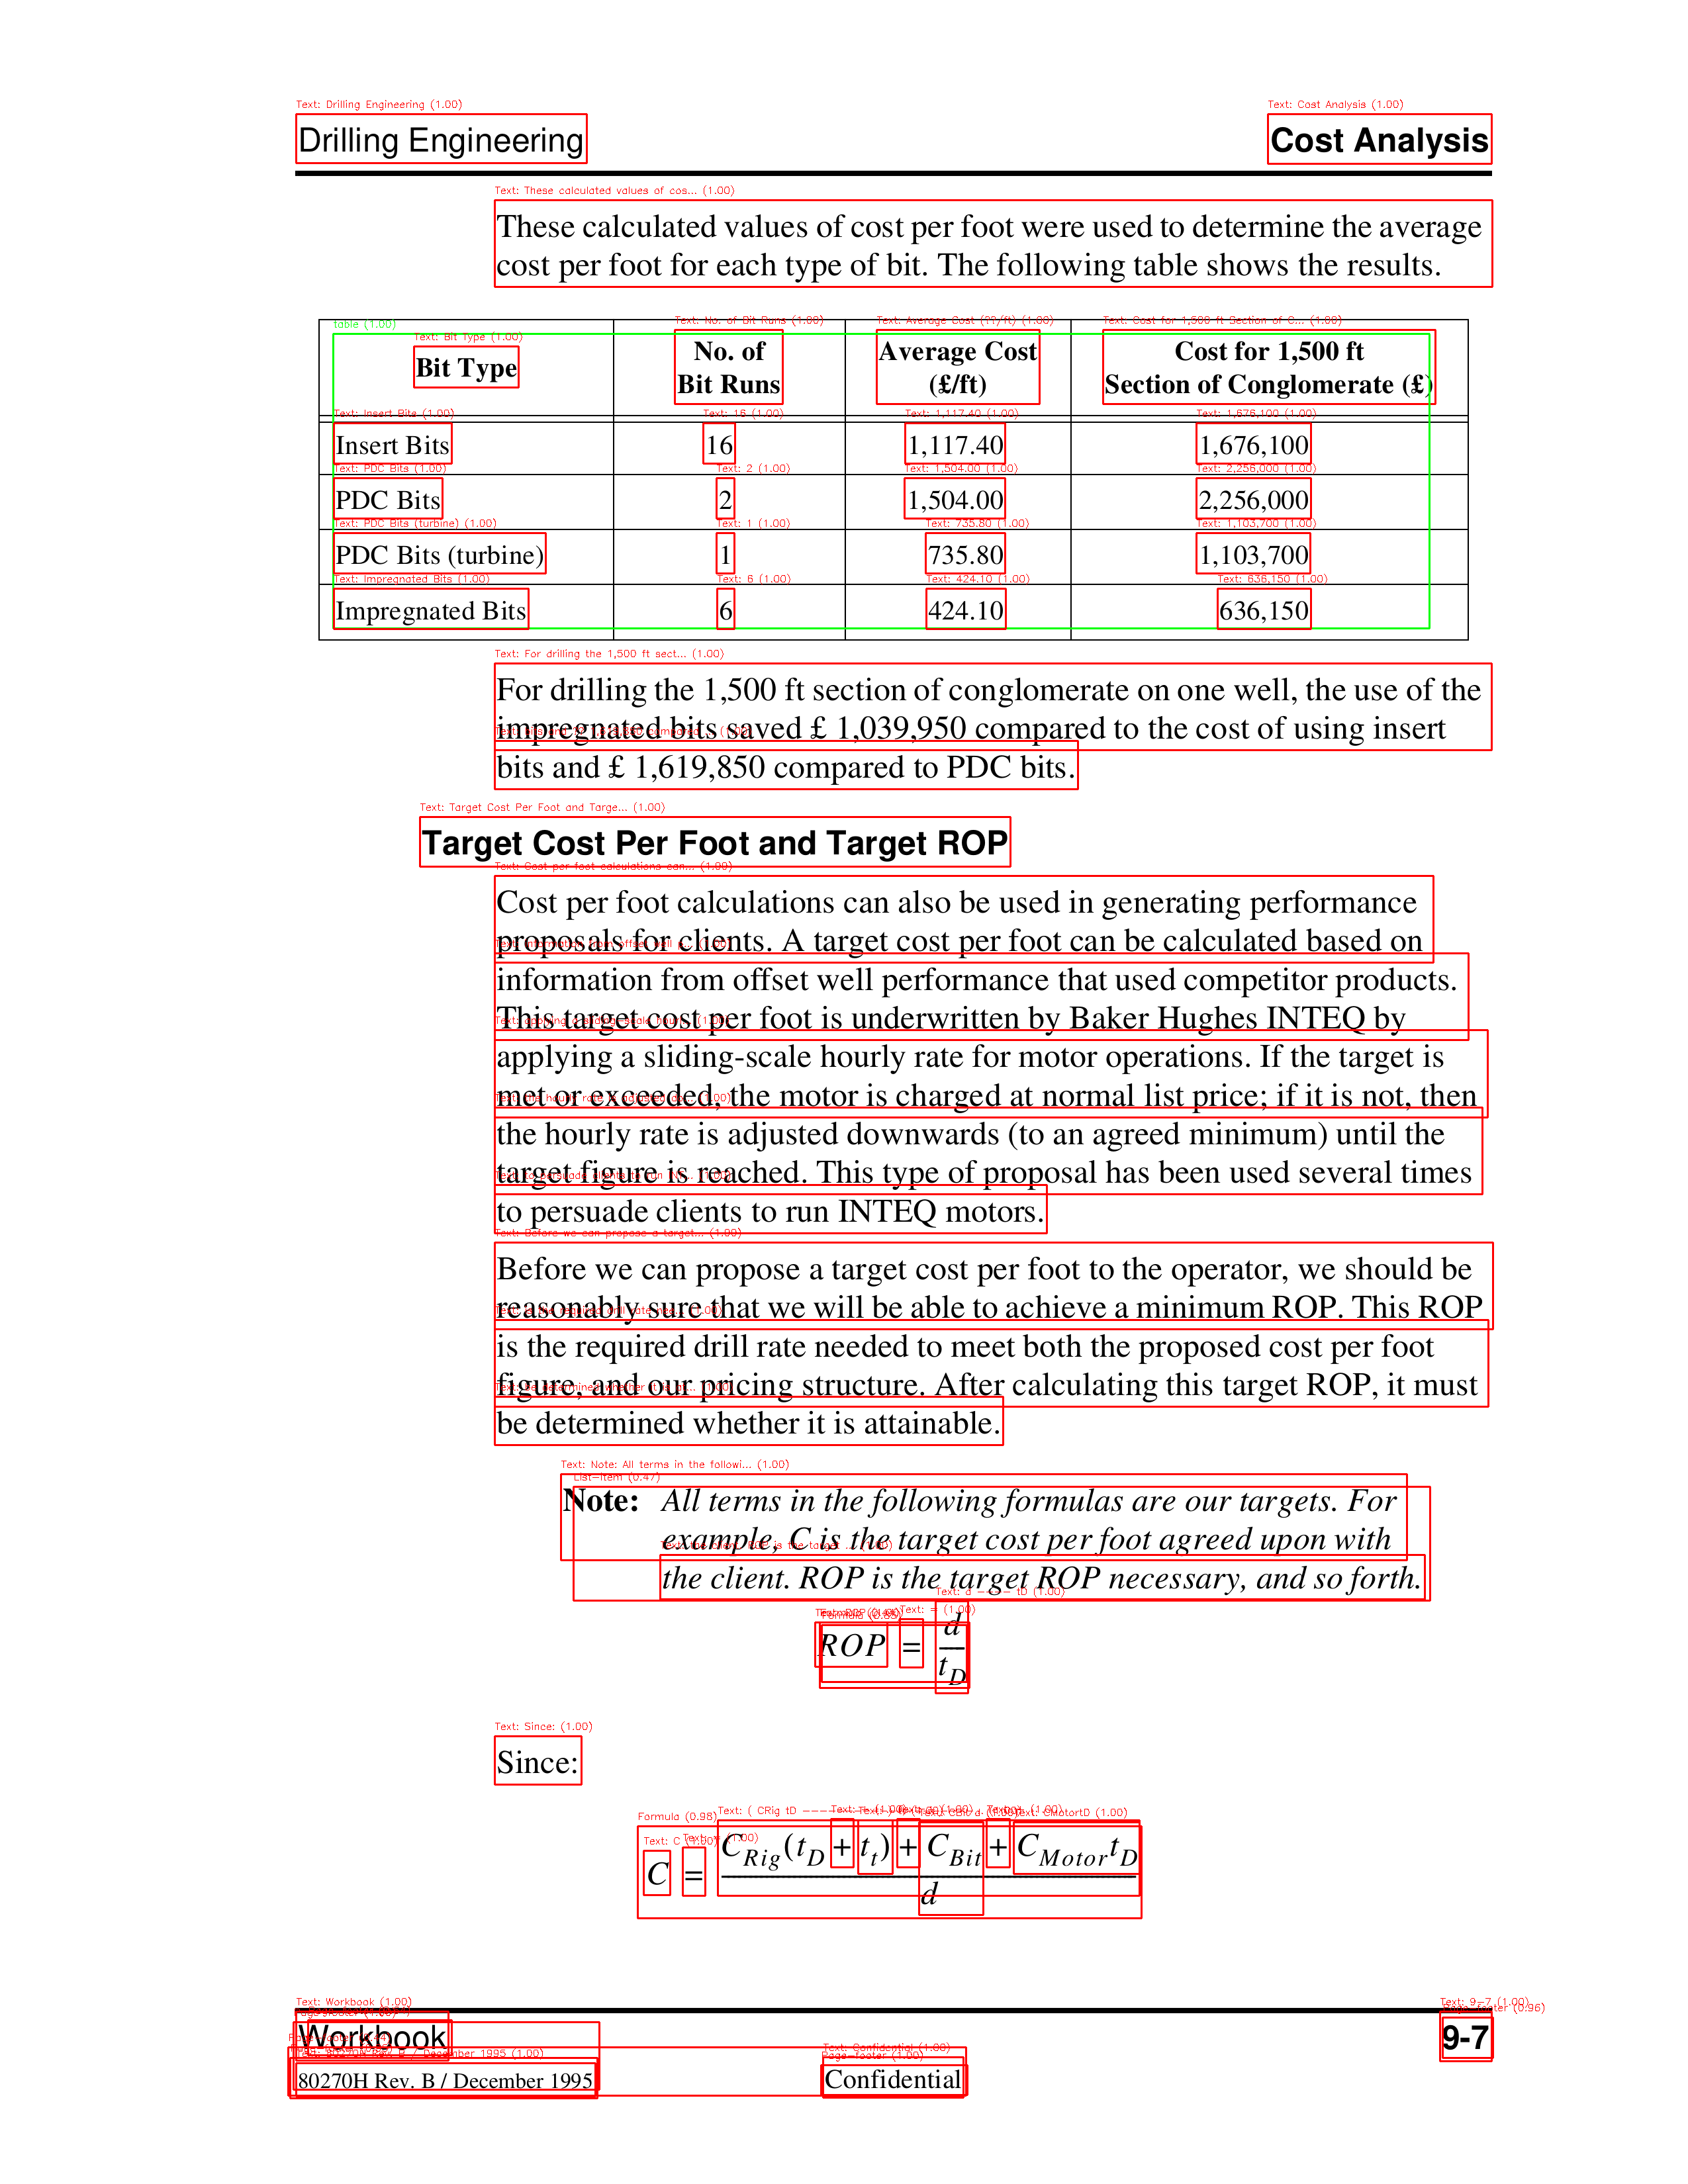 Drilling Engineering Cost Analysis
These calculated values of cost per foot were used to determine the average
cost per foot for each type of bit. The following table shows the results.
Bit Type | No. of Bit Runs | Average Cost (£/ft) | Cost for 1,500 ft Section of Conglomerate (£)
Insert Bits | 16 | 1,117.40 | 1,676,100
PDC Bits | 2 | 1,504.00 | 2,256,000
PDC Bits (turbine) | 1 | 735.80 | 1,103,700
Impregnated Bits | 6 | 424.10 | 636,150
For drilling the 1,500 ft section of conglomerate on one well, the use of the
impregnated bits saved £ 1,039,950 compared to the cost of using insert
bits and £ 1,619,850 compared to PDC bits.
Target Cost Per Foot and Target ROP
Cost per foot calculations can also be used in generating performance
proposals for clients. A target cost per foot can be calculated based on
information from offset well performance that used competitor products.
This target cost per foot is underwritten by Baker Hughes INTEQ by
applying a sliding-scale hourly rate for motor operations. If the target is
met or exceeded, the motor is charged at normal list price; if it is not, then
the hourly rate is adjusted downwards (to an agreed minimum) until the
target figure is reached. This type of proposal has been used several times
to persuade clients to run INTEQ motors.
Before we can propose a target cost per foot to the operator, we should be
reasonably sure that we will be able to achieve a minimum ROP. This ROP
is the required drill rate needed to meet both the proposed cost per foot
figure, and our pricing structure. After calculating this target ROP, it must
be determined whether it is attainable.
Note: All terms in the following formulas are our targets. For
example, C is the target cost per foot agreed upon with
the client. ROP is the target ROP necessary, and so forth.
ROP = d / t_D
Since:
C = (C_Rig(t_D + t_t) + C_Bit + C_Motor t_D) / d
Workbook 9-7
80270H Rev. B / December 1995 Confidential